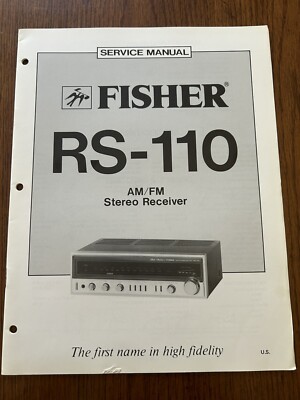 SERVICE MANUAL
FISHER®
RS-110
AM/FM
Stereo Receiver
The first name in high fidelity
U.S.